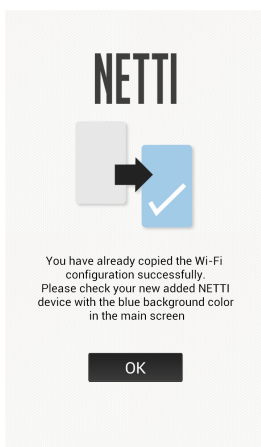 NETTI
You have already copied the Wi-Fi
configuration successfully.
Please check your new added NETTI
device with the blue background color
in the main screen
OK